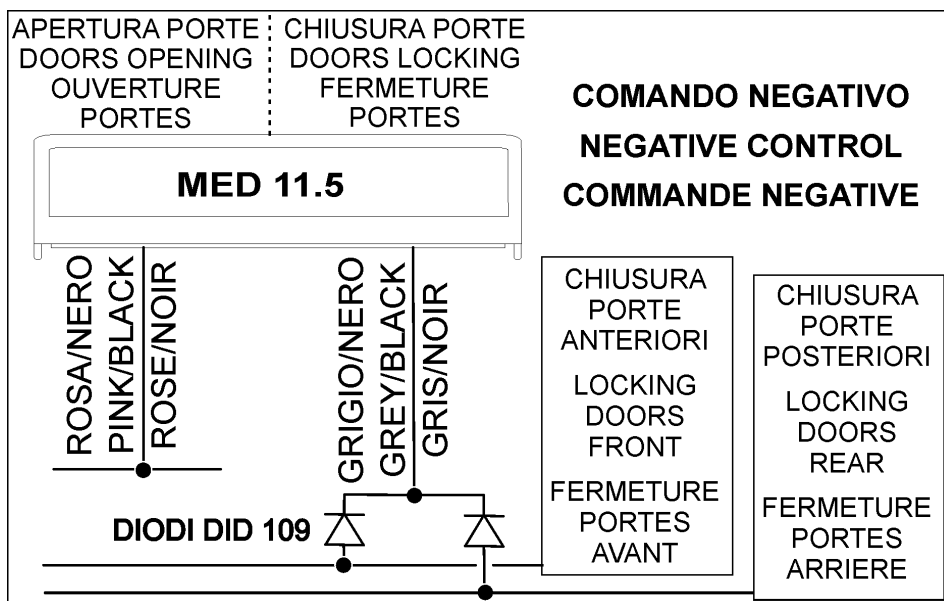 APERTURA PORTE
DOORS OPENING
OUVERTURE
PORTES
CHIUSURA PORTE
DOORS LOCKING
FERMETURE
PORTES
COMANDO NEGATIVO
NEGATIVE CONTROL
COMMANDE NEGATIVE
MED 11.5
ROSA/NERO
PINK/BLACK
ROSE/NOIR
GRIGIO/NERO
GREY/BLACK
GRIS/NOIR
CHIUSURA
PORTE
ANTERIORI
LOCKING
DOORS
FRONT
FERMETURE
PORTES
AVANT
CHIUSURA
PORTE
POSTERIORI
LOCKING
DOORS
REAR
FERMETURE
PORTES
ARRIERE
DIODI DID 109